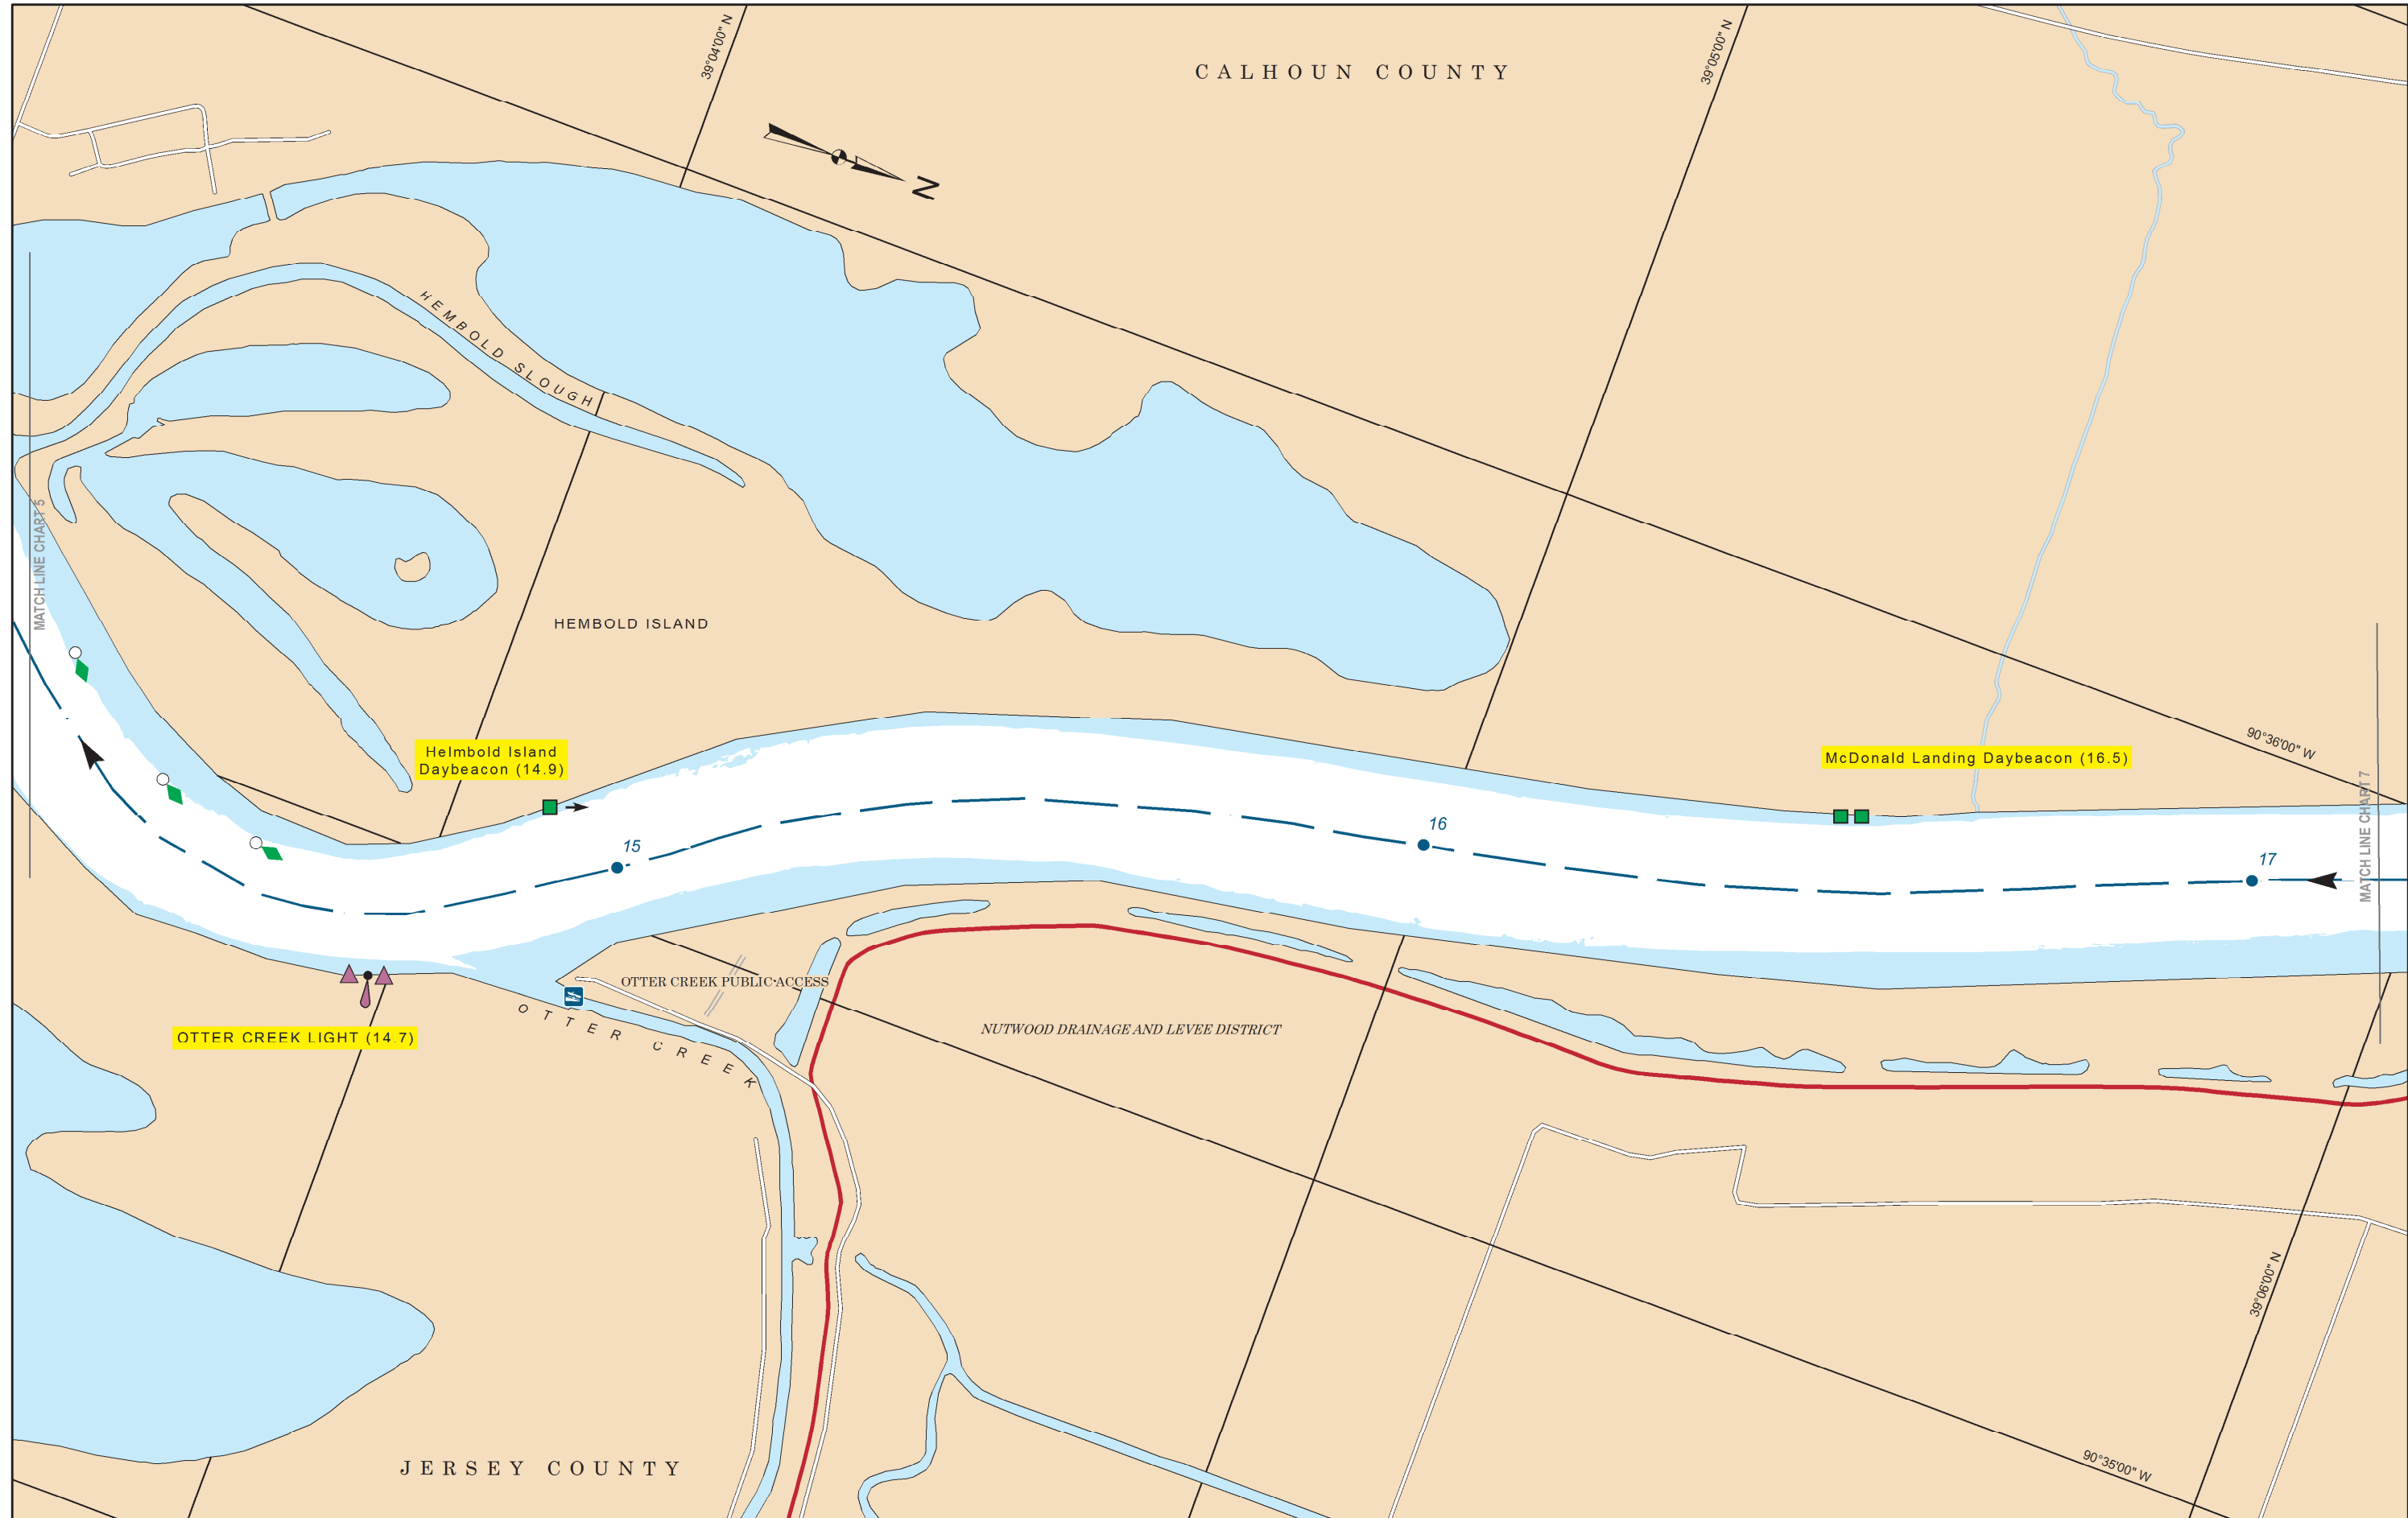 39°04'00" N
39°05'00" N
CALHOUN COUNTY
N
HEMBOLD SLOUGH
MATCH LINE CHART 5
HEMBOLD ISLAND
Helmbold Island
Daybeacon (14.9)
McDonald Landing Daybeacon (16.5)
90°36'00" W
MATCH LINE CHART 7
15
16
17
OTTER CREEK PUBLIC ACCESS
OTTER CREEK LIGHT (14.7)
OTTER CREEK
NUTWOOD DRAINAGE AND LEVEE DISTRICT
39°06'00" N
JERSEY COUNTY
90°35'00" W